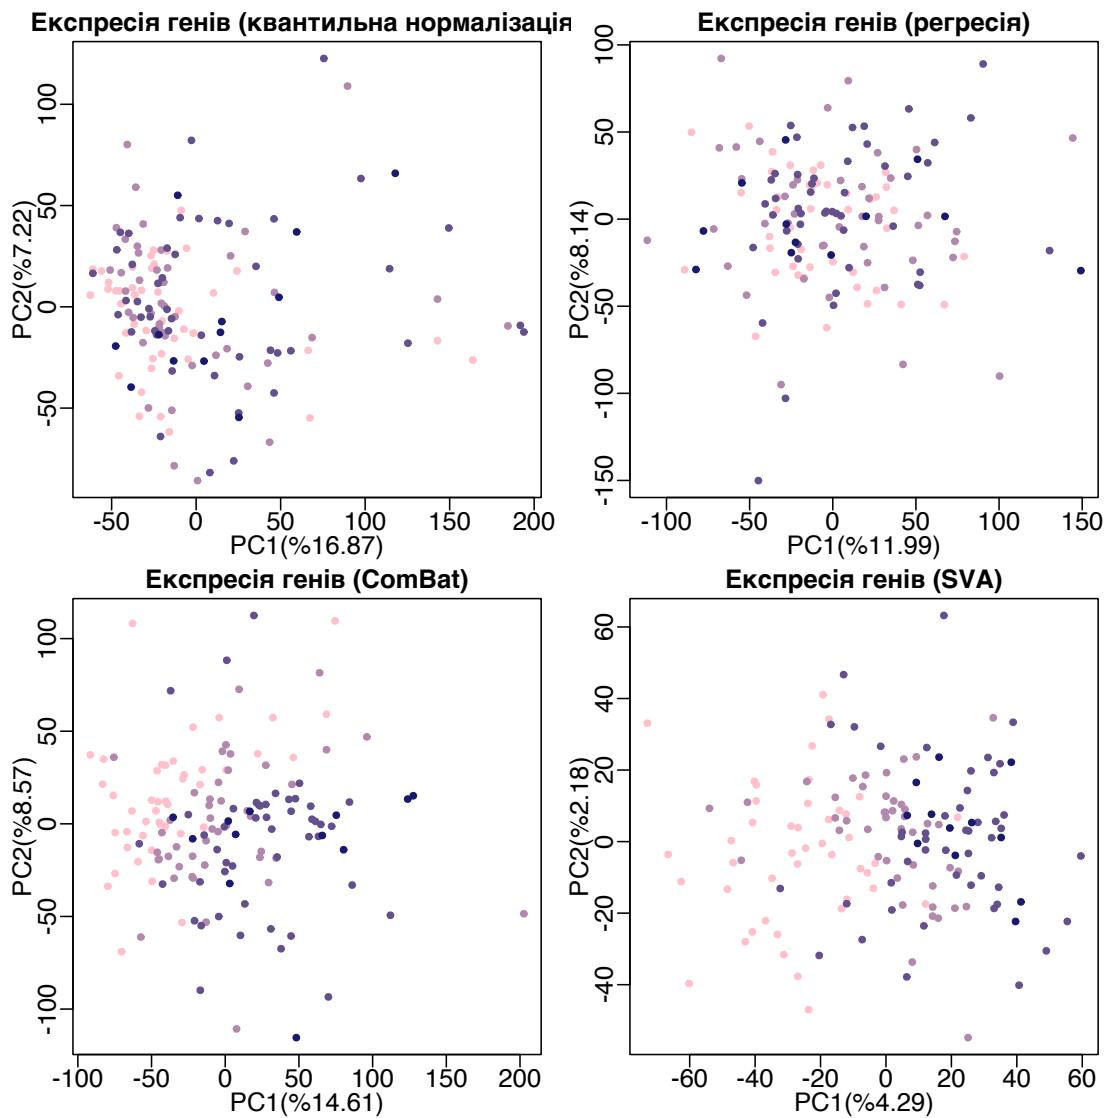 Експресія генів (квантильна нормалізація
100
50
0
-50
PC2(%7.22)
-50 0 50 100 150 200
PC1(%16.87)
Експресія генів (регресія)
100
50
0
-50
-100
-150
PC2(%8.14)
-100 -50 0 50 100 150
PC1(%11.99)
Експресія генів (ComBat)
100
50
0
-50
-100
PC2(%8.57)
-100 -50 0 50 100 150 200
PC1(%14.61)
Експресія генів (SVA)
60
40
20
0
-20
-40
PC2(%2.18)
-60 -40 -20 0 20 40 60
PC1(%4.29)